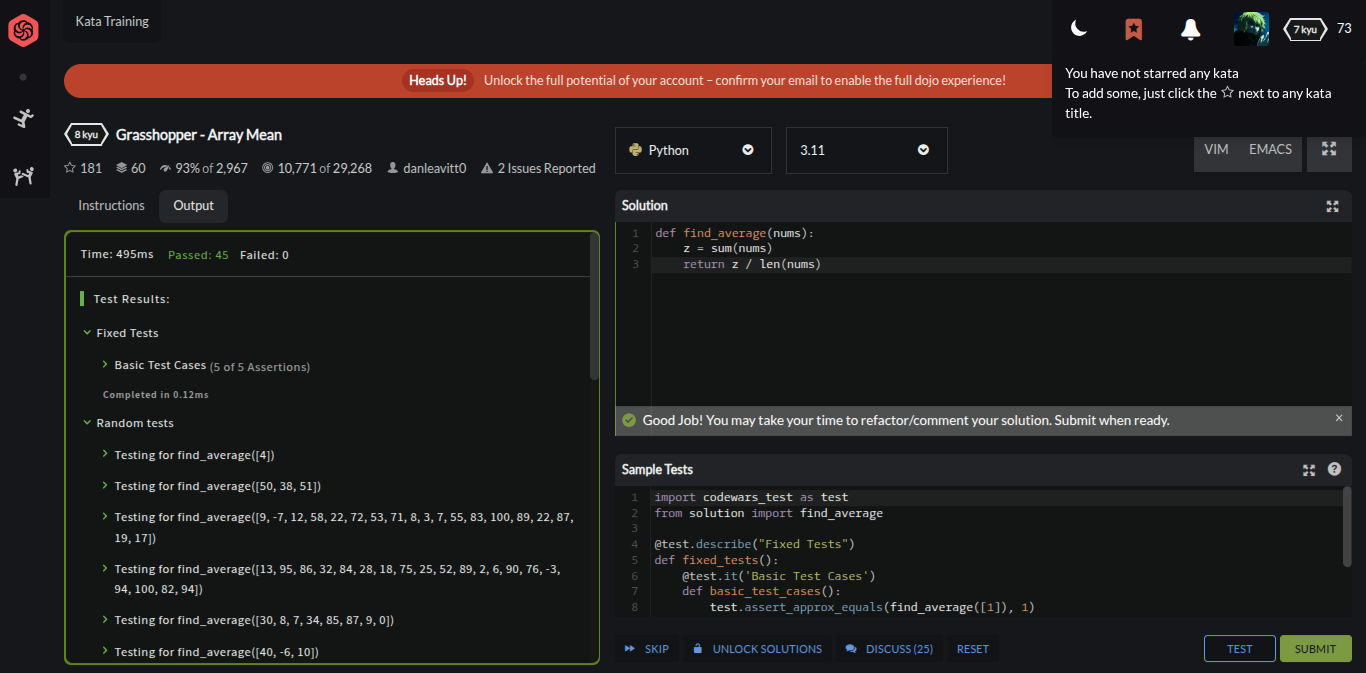 Kata Training
7 kyu 73
You have not starred any kata
To add some, just click the ☆ next to any kata
title.
Heads Up! Unlock the full potential of your account – confirm your email to enable the full dojo experience!
8 kyu Grasshopper - Array Mean
181 60 93% of 2,967 10,771 of 29,268 danleavitt0 2 Issues Reported
Python
3.11
VIM EMACS
Instructions Output
Time: 495ms Passed: 45 Failed: 0
Test Results:
Fixed Tests
Basic Test Cases (5 of 5 Assertions)
Completed in 0.12ms
Random tests
Testing for find_average([4])
Testing for find_average([50, 38, 51])
Testing for find_average([9, -7, 12, 58, 22, 72, 53, 71, 8, 3, 7, 55, 83, 100, 89, 22, 87,
19, 17])
Testing for find_average([13, 95, 86, 32, 84, 28, 18, 75, 25, 52, 89, 2, 6, 90, 76, -3,
94, 100, 82, 94])
Testing for find_average([30, 8, 7, 34, 85, 87, 9, 0])
Testing for find_average([40, -6, 10])
Solution
1 def find_average(nums):
2     z = sum(nums)
3     return z / len(nums)
Good Job! You may take your time to refactor/comment your solution. Submit when ready. ×
Sample Tests ?
1 import codewars_test as test
2 from solution import find_average
3
4 @test.describe("Fixed Tests")
5 def fixed_tests():
6     @test.it('Basic Test Cases')
7     def basic_test_cases():
8         test.assert_approx_equals(find_average([1]), 1)
SKIP UNLOCK SOLUTIONS DISCUSS (25) RESET TEST SUBMIT